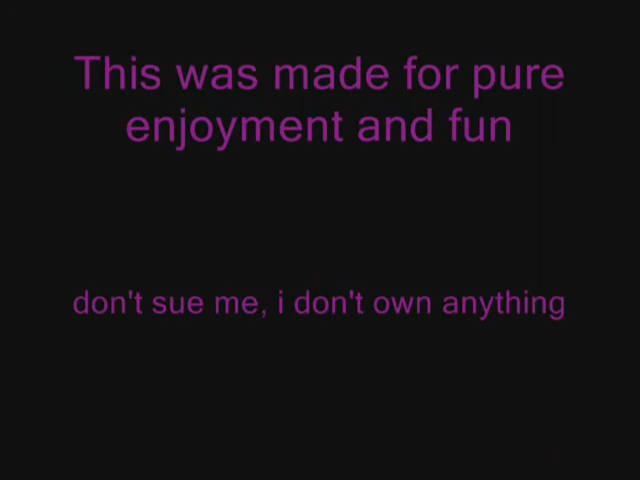 This was made for pure
enjoyment and fun
don't sue me, i don't own anything